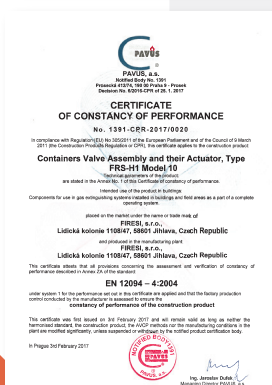 PAVÚS
PAVÚS, a.s.
Notified Body No. 1391
Prosecká 412/74, 190 00 Praha 9 - Prosek
Decision No. 5/2016-CPR of 25. 1. 2017
CERTIFICATE
OF CONSTANCY OF PERFORMANCE
No. 1391-CPR-2017/0020
In compliance with Regulation (EU) No 305/2011 of the European Parliament and of the Council of 9 March
2011 (the Construction Products Regulation or CPR), this certificate applies to the construction product
Containers Valve Assembly and their Actuator, Type
FRS-H1 Model 10
Technical parameters of the product:
are stated in the Annex No. 1 of this Certificate of constancy of performance.
Intended use of the product in buildings:
Components for use in gas extinguishing systems installed in buildings and field areas as a part of a complete
operating system.
placed on the market under the name or trade mark of
FIRESI, s.r.o.,
Lidická kolonie 1108/47, 58601 Jihlava, Czech Republic
and produced in the manufacturing plant
FIRESI, s.r.o.,
Lidická kolonie 1108/47, 58601 Jihlava, Czech Republic
This certificate attests that all provisions concerning the assessment and verification of constancy of
performance described in Annex ZA of the standard
EN 12094 – 4:2004
under system 1 for the performance set out in this certificate are applied and that the factory production
control conducted by the manufacturer is assessed to ensure the
constancy of performance of the construction product
This certificate was first issued on 3rd February 2017 and will remain valid as long as neither the
harmonised standard, the construction product, the AVCP methods nor the manufacturing conditions in the
plant are modified significantly, unless suspended or withdrawn by the notified product certification body.
In Prague 3rd February 2017
NOTIFIED BODY 1391
PAVÚS
PAVÚS, a.s.
Ing. Jaroslav Dufek
Managing Director PAVUS, a.s.